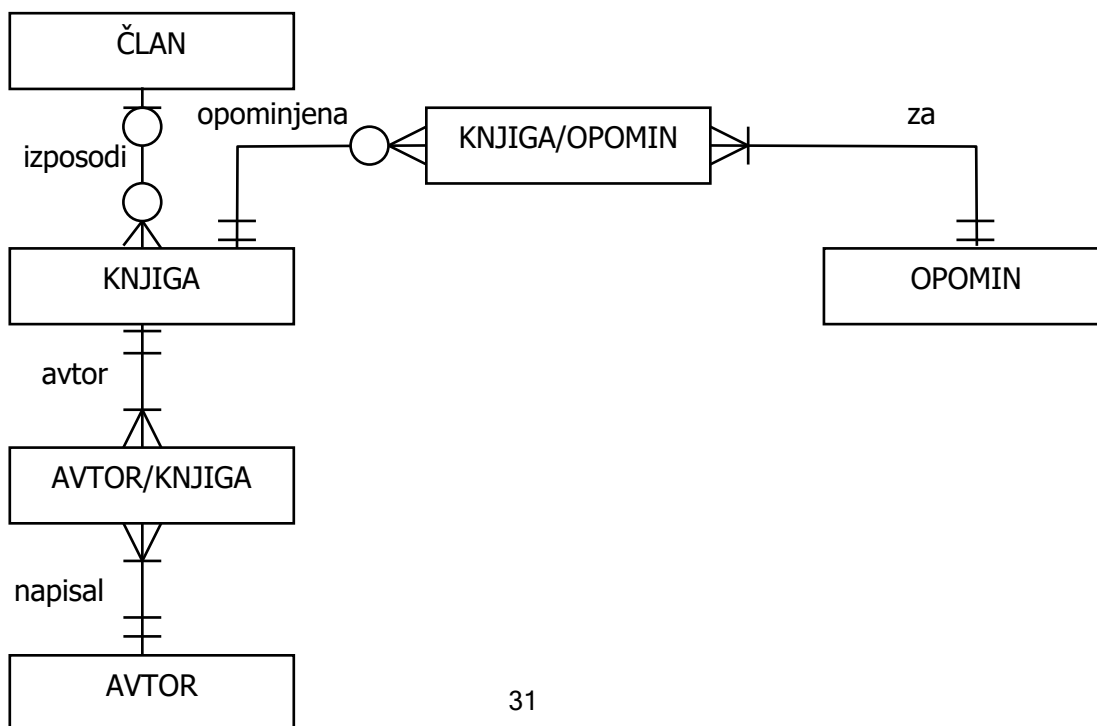 ČLAN
opominjena
KNJIGA/OPOMIN
za
izposodi
KNJIGA
OPOMIN
avtor
AVTOR/KNJIGA
napisal
AVTOR
31